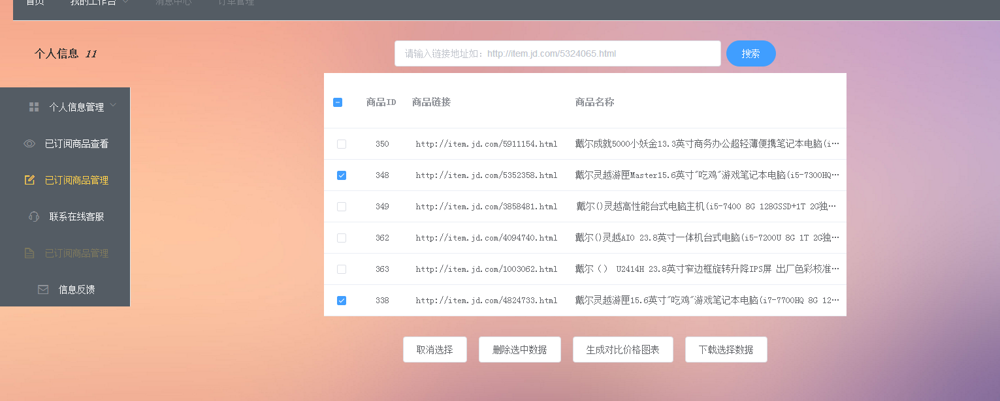 首页 我的工作台 消息中心 订单管理
个人信息 11
请输入链接地址如：http://item.jd.com/5324065.html 搜索
个人信息管理
已订阅商品查看
已订阅商品管理
联系在线客服
已订阅商品管理
信息反馈
商品ID 商品链接 商品名称
350 http://item.jd.com/5911154.html 戴尔成就5000小妖金13.3英寸商务办公超轻薄便携笔记本电脑(i…
348 http://item.jd.com/5352358.html 戴尔灵越游匣Master15.6英寸"吃鸡"游戏笔记本电脑(i5-7300HQ…
349 http://item.jd.com/3858481.html 戴尔()灵越高性能台式电脑主机(i5-7400 8G 128GSSD+1T 2G独…
362 http://item.jd.com/4094740.html 戴尔()灵越AIO 23.8英寸一体机台式电脑(i5-7200U 8G 1T 2G独…
363 http://item.jd.com/1003062.html 戴尔（） U2414H 23.8英寸窄边框旋转升降IPS屏 出厂色彩校准…
338 http://item.jd.com/4824733.html 戴尔灵越游匣15.6英寸"吃鸡"游戏笔记本电脑(i7-7700HQ 8G 12…
取消选择 删除选中数据 生成对比价格图表 下载选择数据